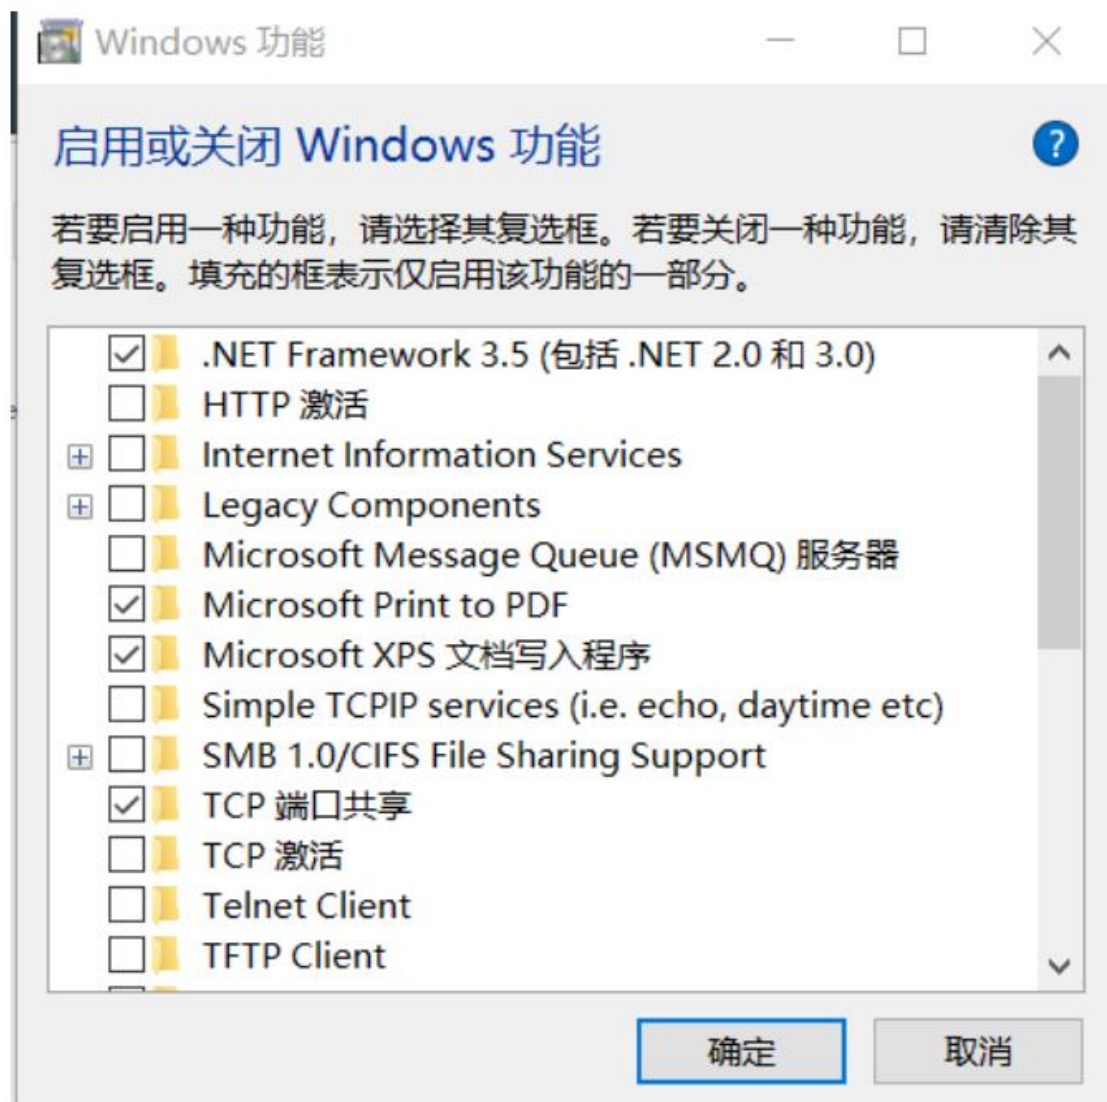 Windows 功能
启用或关闭 Windows 功能
若要启用一种功能，请选择其复选框。若要关闭一种功能，请清除其
复选框。填充的框表示仅启用该功能的一部分。
.NET Framework 3.5 (包括 .NET 2.0 和 3.0)
HTTP 激活
Internet Information Services
Legacy Components
Microsoft Message Queue (MSMQ) 服务器
Microsoft Print to PDF
Microsoft XPS 文档写入程序
Simple TCPIP services (i.e. echo, daytime etc)
SMB 1.0/CIFS File Sharing Support
TCP 端口共享
TCP 激活
Telnet Client
TFTP Client
确定
取消